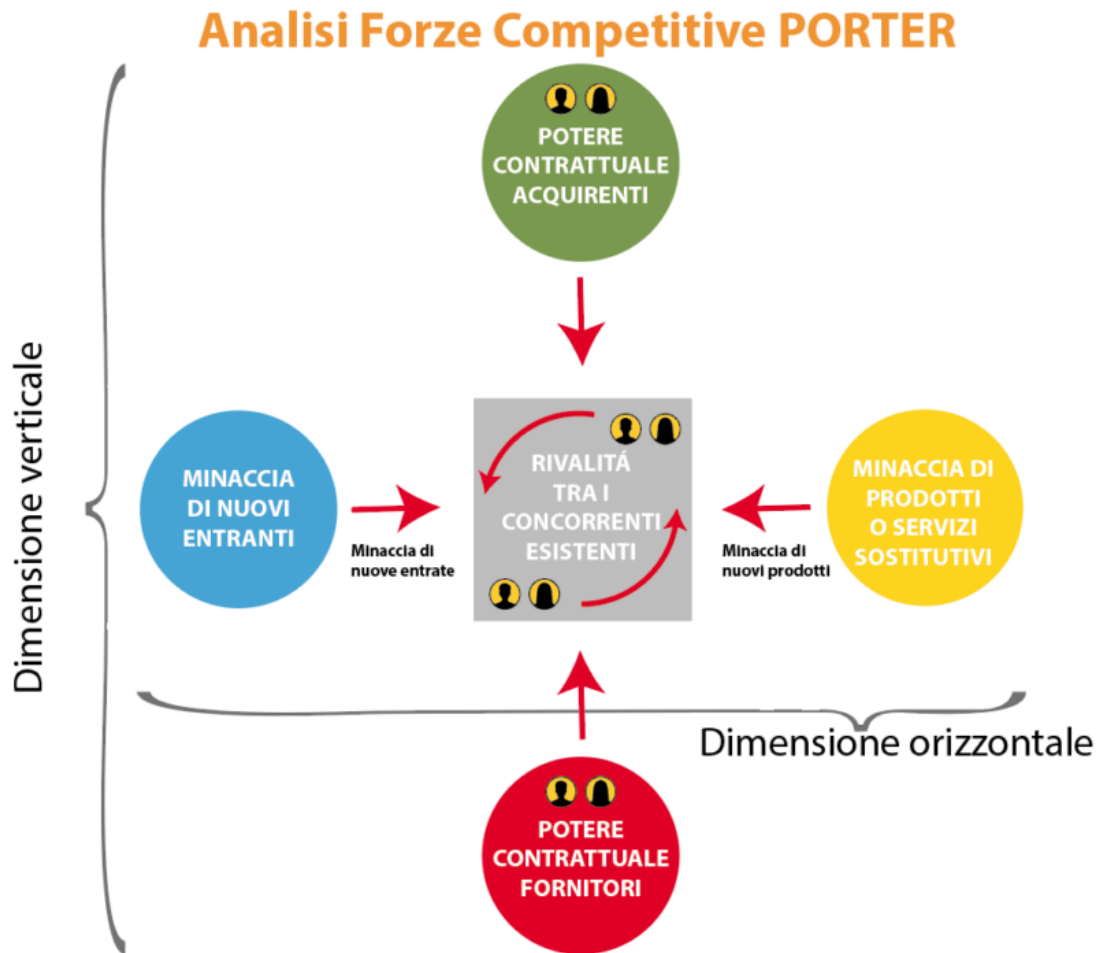 Analisi Forze Competitive PORTER
POTERE
CONTRATTUALE
ACQUIRENTI
Dimensione verticale
MINACCIA
DI NUOVI
ENTRANTI
Minaccia di
nuove entrate
RIVALITÁ
TRA I
CONCORRENTI
ESISTENTI
Minaccia di
nuovi prodotti
MINACCIA DI
PRODOTTI
O SERVIZI
SOSTITUTIVI
Dimensione orizzontale
POTERE
CONTRATTUALE
FORNITORI